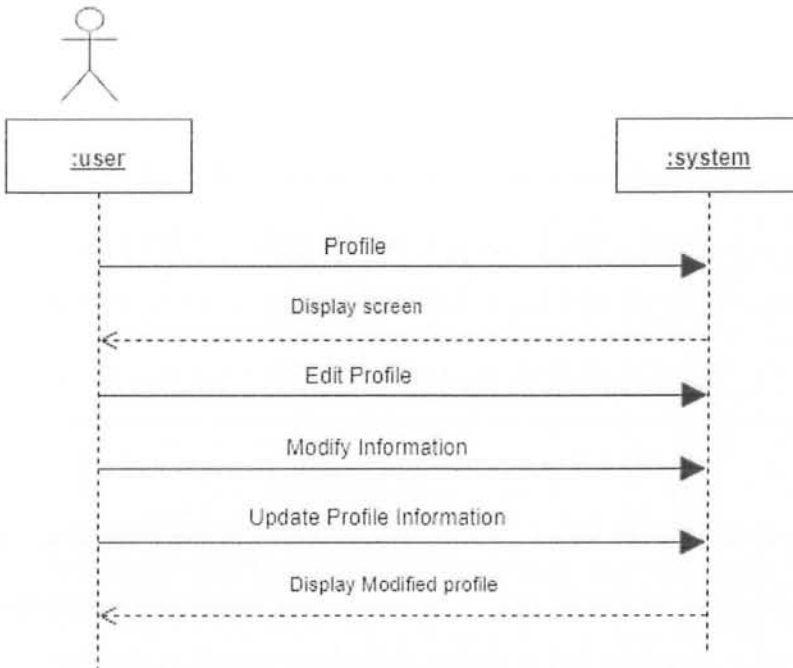 :user
:system
Profile
Display screen
Edit Profile
Modify Information
Update Profile Information
Display Modified profile